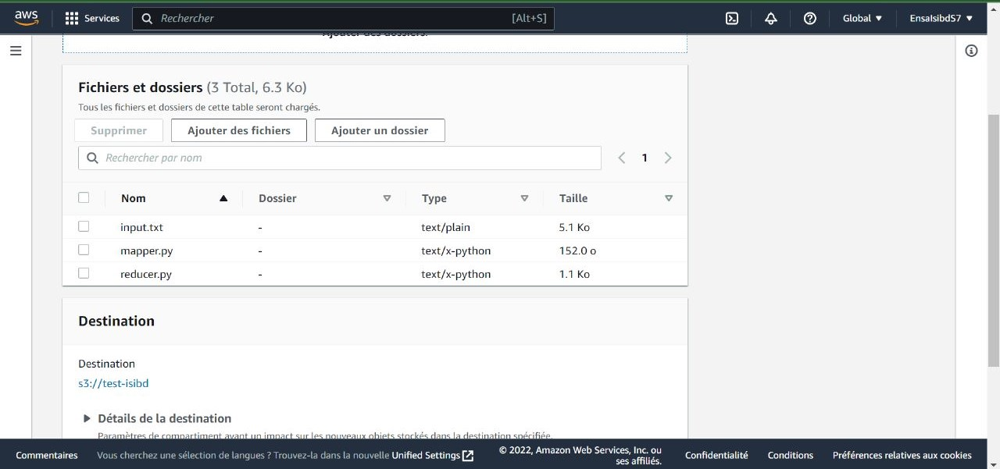 aws Services Rechercher [Alt+S] Global EnsaIsibdS7
Ajouter des dossiers.
Fichiers et dossiers (3 Total, 6.3 Ko)
Tous les fichiers et dossiers de cette table seront chargés.
Supprimer Ajouter des fichiers Ajouter un dossier
Rechercher par nom 1
Nom Dossier Type Taille
input.txt - text/plain 5.1 Ko
mapper.py - text/x-python 152.0 o
reducer.py - text/x-python 1.1 Ko
Destination
Destination
s3://test-isibd
Détails de la destination
Paramètres de compartiment ayant un impact sur les nouveaux objets stockés dans la destination spécifiée.
Commentaires Vous cherchez une sélection de langues ? Trouvez-la dans la nouvelle Unified Settings © 2022, Amazon Web Services, Inc. ou
ses affiliés. Confidentialité Conditions Préférences relatives aux cookies